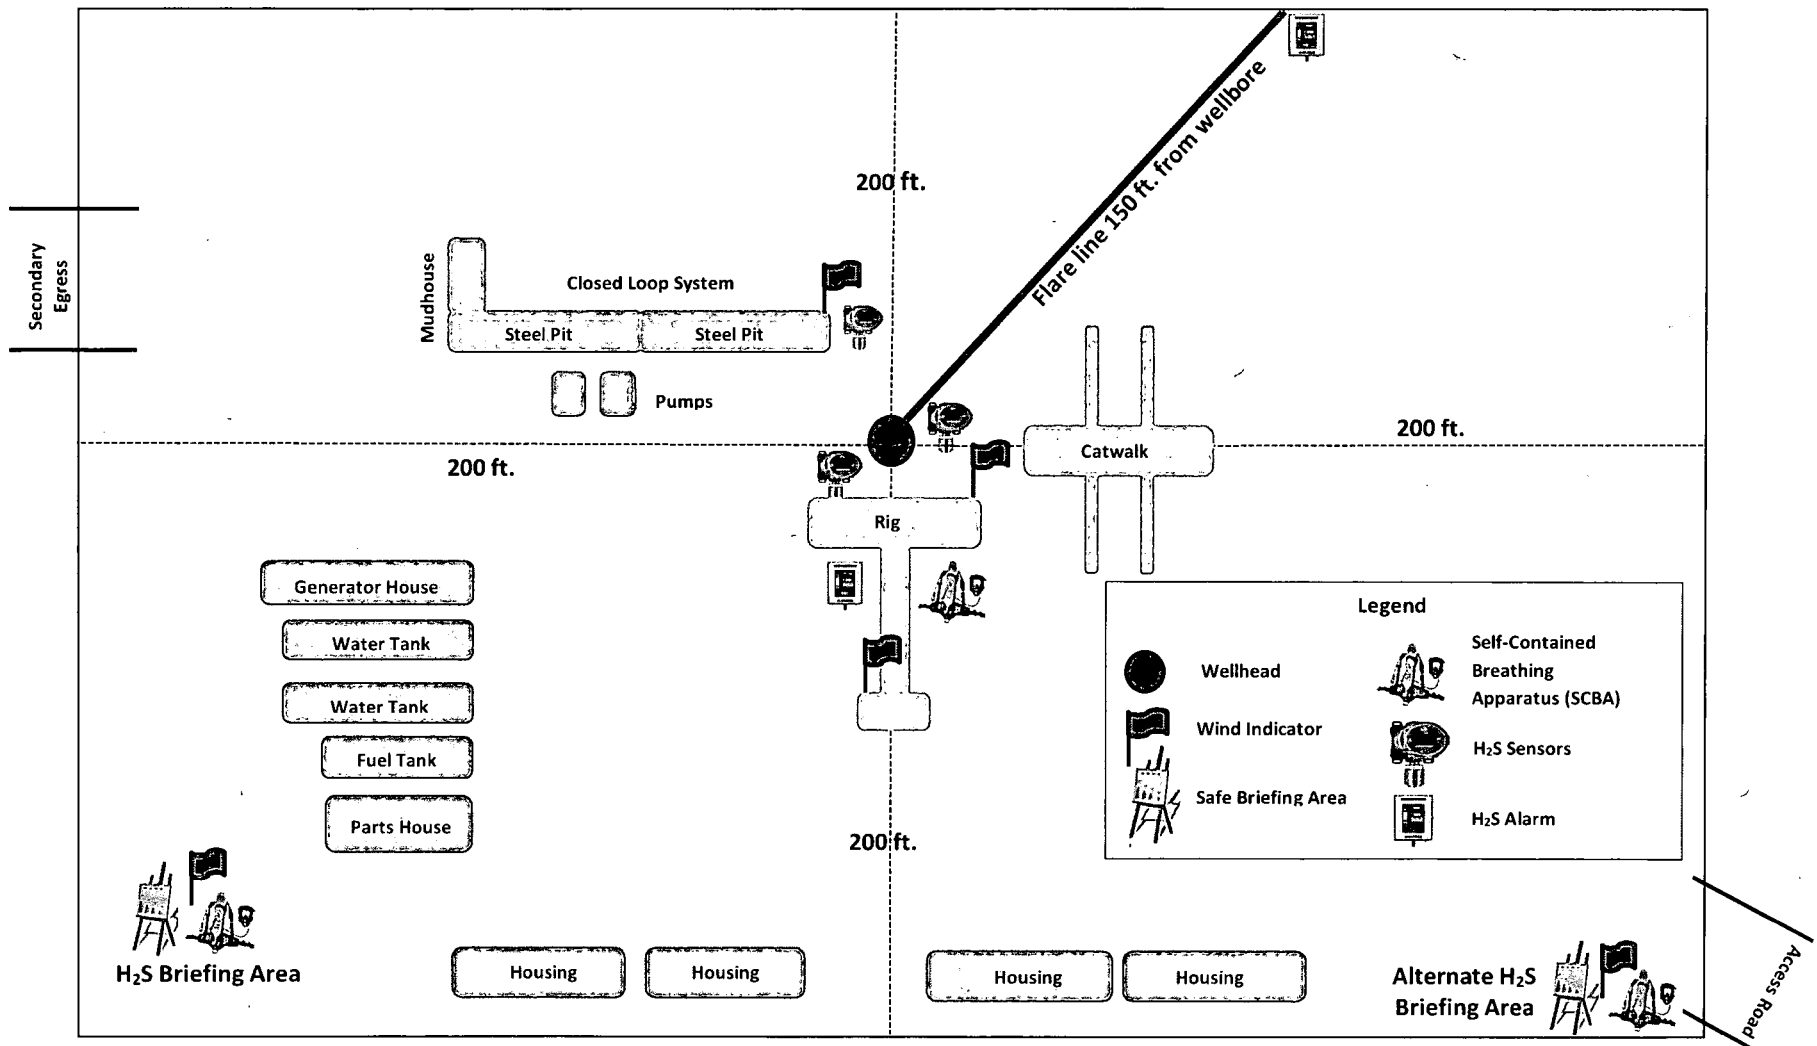 200 ft.
Flare line 150 ft. from wellbore
Secondary
Egress
Mudhouse
Closed Loop System
Steel Pit
Steel Pit
Pumps
200 ft.
200 ft.
Catwalk
Rig
Generator House
Water Tank
Water Tank
Fuel Tank
Parts House
200 ft.
Legend
Wellhead
Wind Indicator
Safe Briefing Area
Self-Contained
Breathing
Apparatus (SCBA)
H₂S Sensors
H₂S Alarm
H₂S Briefing Area
Housing
Housing
Housing
Housing
Alternate H₂S
Briefing Area
Access Road